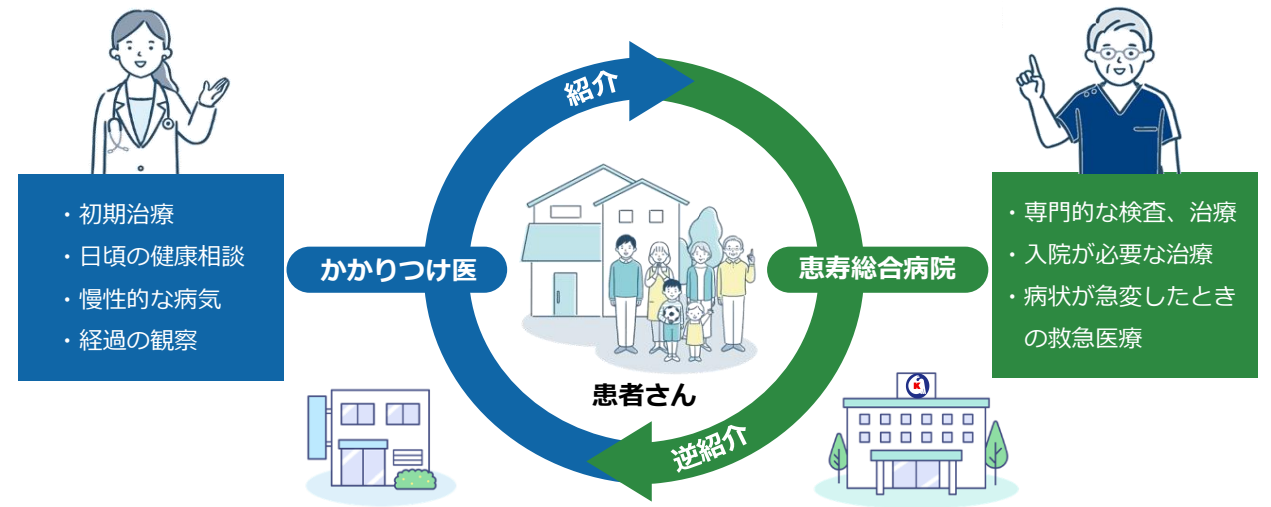 紹介
・初期治療
・日頃の健康相談
・慢性的な病気
・経過の観察
かかりつけ医
患者さん
恵寿総合病院
・専門的な検査、治療
・入院が必要な治療
・病状が急変したとき
の救急医療
逆紹介
K